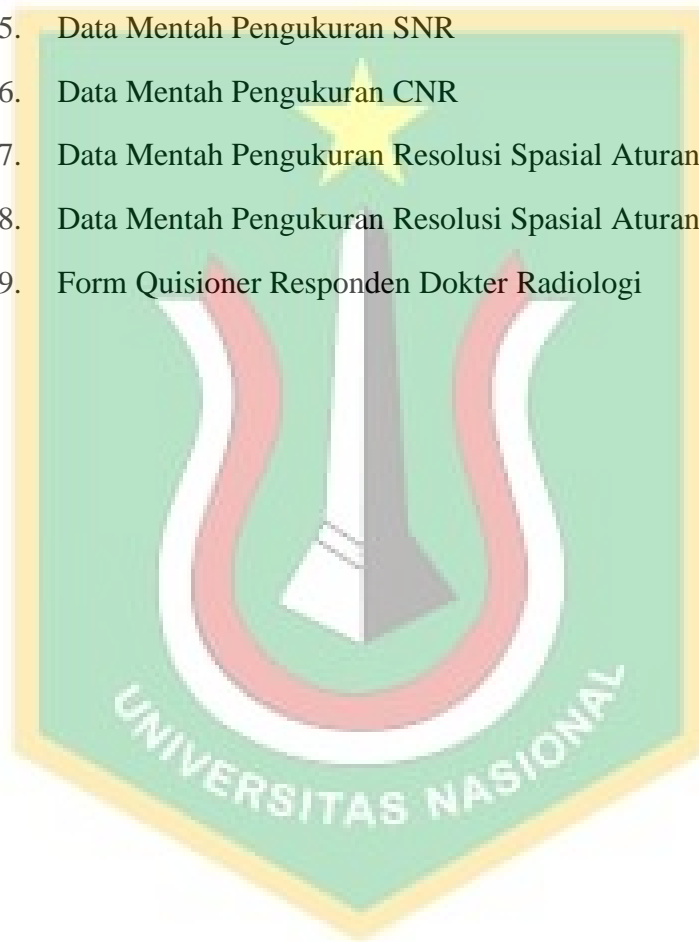 5. Data Mentah Pengukuran SNR
6. Data Mentah Pengukuran CNR
7. Data Mentah Pengukuran Resolusi Spasial Aturan
8. Data Mentah Pengukuran Resolusi Spasial Aturan
9. Form Quisioner Responden Dokter Radiologi
UNIVERSITAS NASIONAL